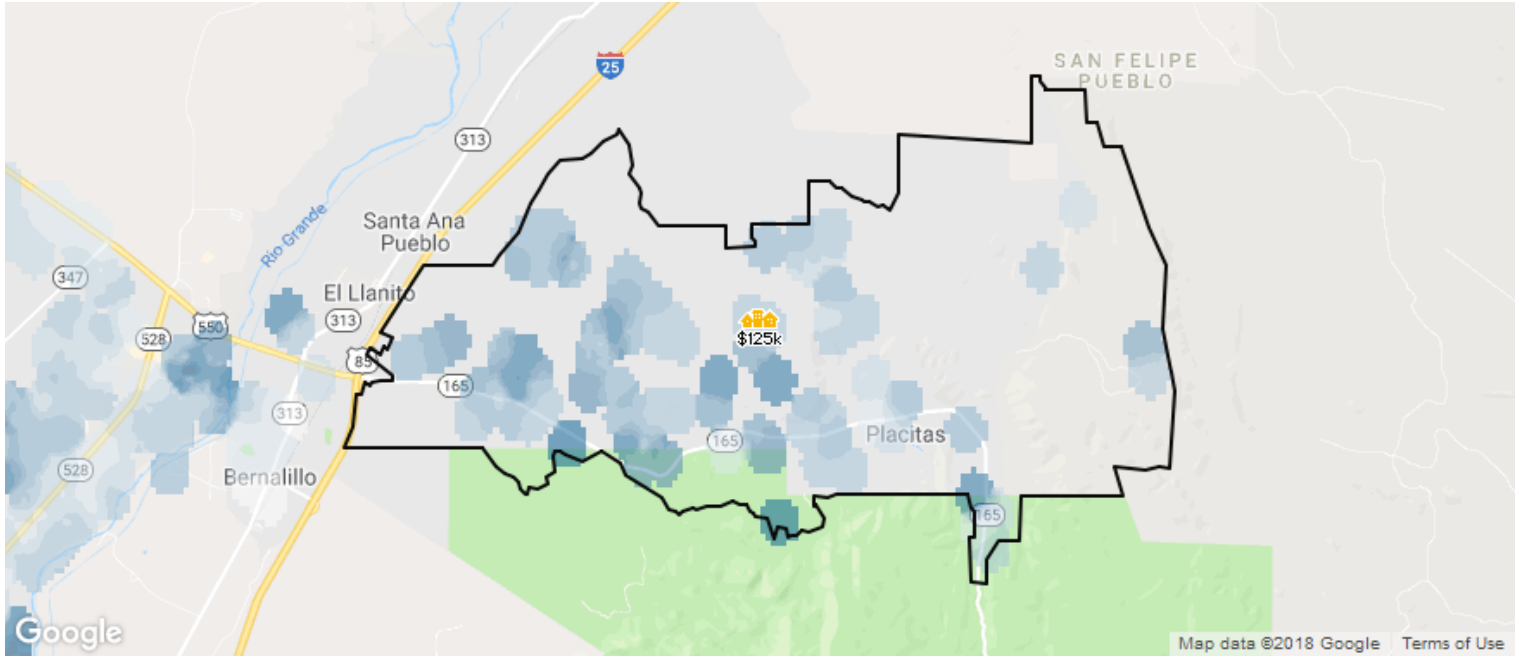 SAN FELIPE
PUEBLO
25
313
Santa Ana
Pueblo
Rio Grande
347
El Llanito
550
313
528
$125k
85
165
313
165
Placitas
528
Bernalillo
165
Google
Map data ©2018 Google
Terms of Use